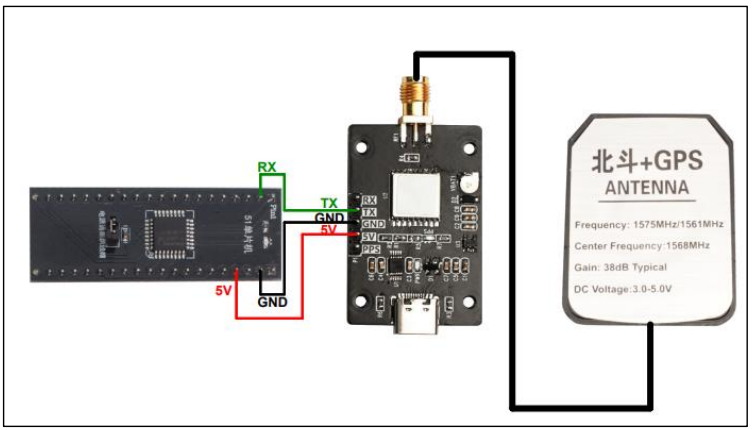 RX
TX
GND
5V
5V
GND
51单片机
RX
TX
GND
5V
PPS
北斗+GPS
ANTENNA
Frequency: 1575MHz/1561MHz
Center Frequency:1568MHz
Gain: 38dB Typical
DC Voltage:3.0-5.0V